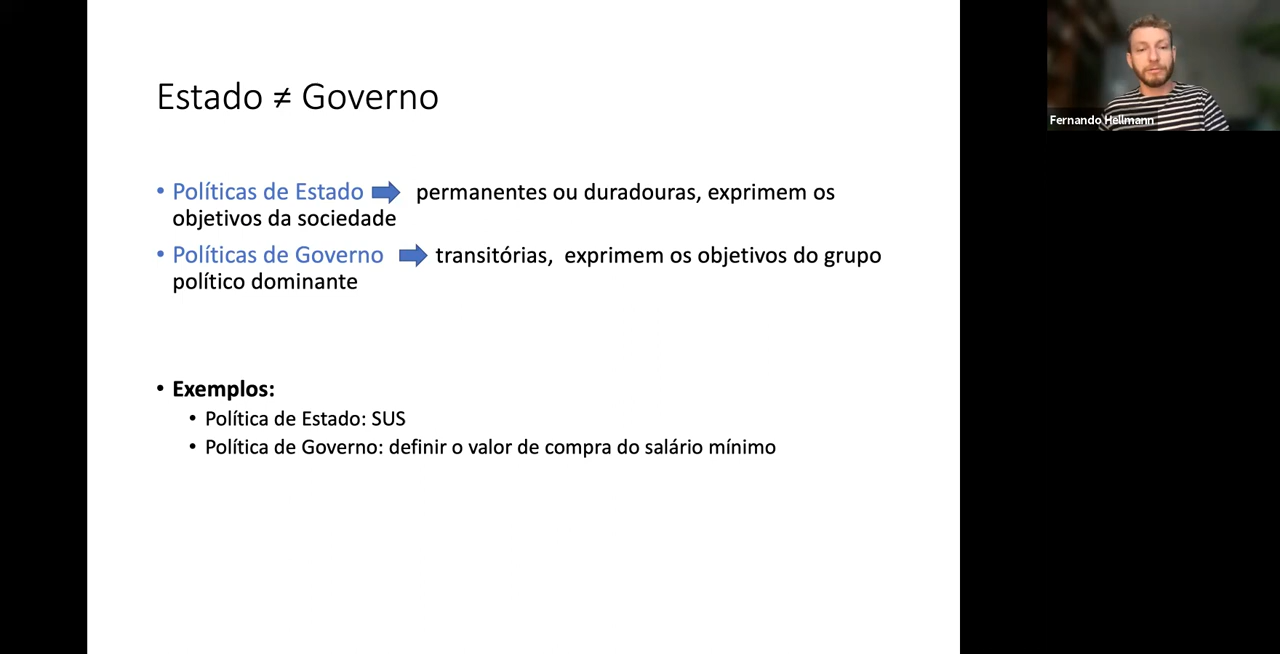 Estado ≠ Governo
• Políticas de Estado ➡ permanentes ou duradouras, exprimem os
objetivos da sociedade
• Políticas de Governo ➡ transitórias, exprimem os objetivos do grupo
político dominante
• Exemplos:
• Política de Estado: SUS
• Política de Governo: definir o valor de compra do salário mínimo
Fernando Hellmann